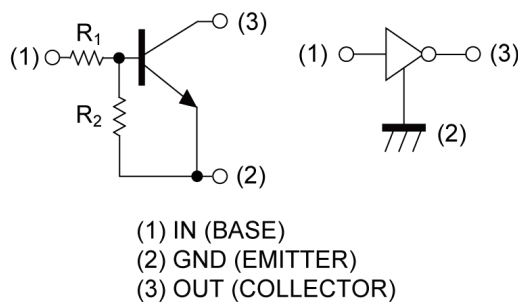 R₁
(3)
(1)
R₂
(2)
(1)
(3)
(2)
(1) IN (BASE)
(2) GND (EMITTER)
(3) OUT (COLLECTOR)